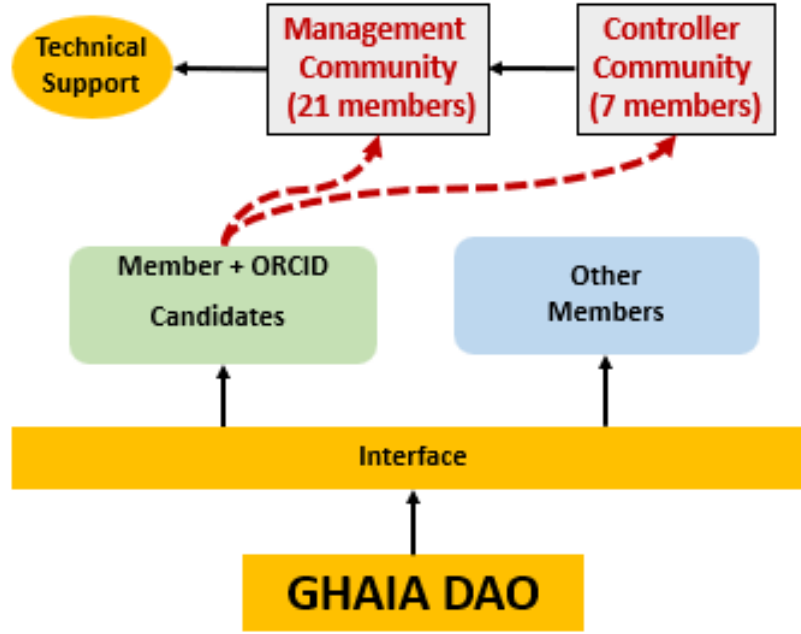 Technical
Support
Management
Community
(21 members)
Controller
Community
(7 members)
Member + ORCID
Candidates
Other
Members
Interface
GHAIA DAO